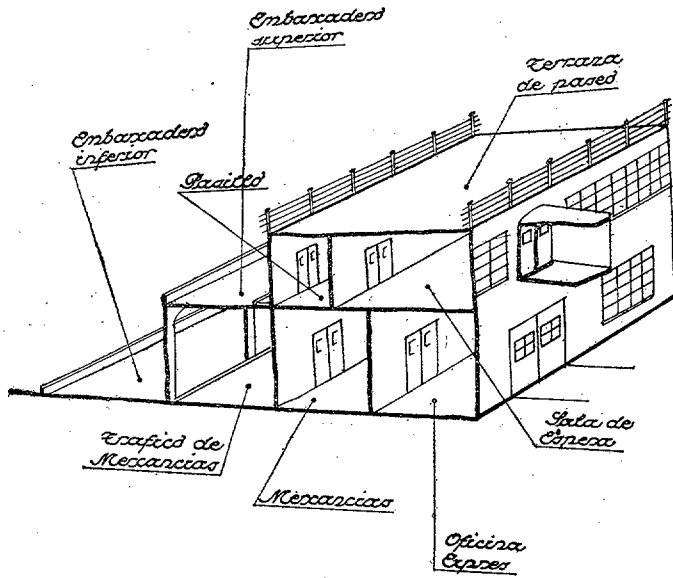 Embarcadero
superior
Terraza
de paseo
Embarcadero
inferior
Pasillo
Sala de
Espera
Trafico de
Mercancias
Mercancias
Oficina
Expres